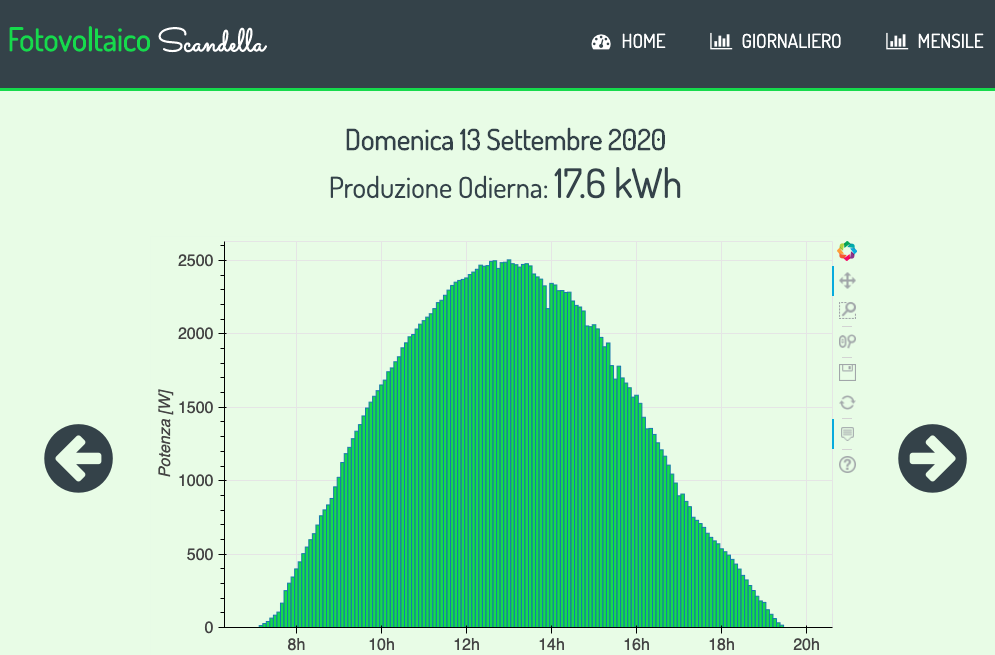 Fotovoltaico Scandella
HOME GIORNALIERO MENSILE
Domenica 13 Settembre 2020
Produzione Odierna: 17.6 kWh
2500
2000
1500
1000
500
0
Potenza [W]
8h 10h 12h 14h 16h 18h 20h